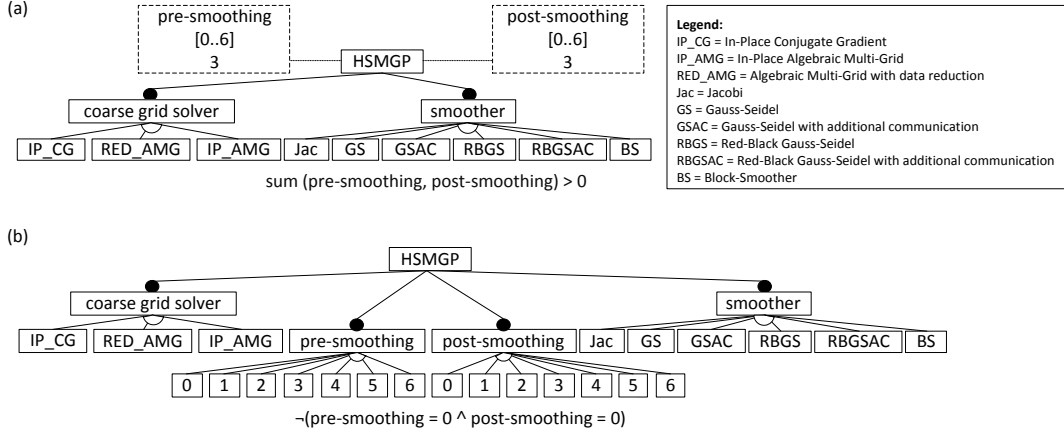 (a)
pre-smoothing
[0..6]
3
post-smoothing
[0..6]
3
HSMGP
coarse grid solver
smoother
IP_CG RED_AMG IP_AMG Jac GS GSAC RBGS RBGSAC BS
sum (pre-smoothing, post-smoothing) > 0
Legend:
IP_CG = In-Place Conjugate Gradient
IP_AMG = In-Place Algebraic Multi-Grid
RED_AMG = Algebraic Multi-Grid with data reduction
Jac = Jacobi
GS = Gauss-Seidel
GSAC = Gauss-Seidel with additional communication
RBGS = Red-Black Gauss-Seidel
RBGSAC = Red-Black Gauss-Seidel with additional communication
BS = Block-Smoother
(b)
HSMGP
coarse grid solver smoother
IP_CG RED_AMG IP_AMG pre-smoothing post-smoothing Jac GS GSAC RBGS RBGSAC BS
0 1 2 3 4 5 6 0 1 2 3 4 5 6
¬(pre-smoothing = 0 ^ post-smoothing = 0)